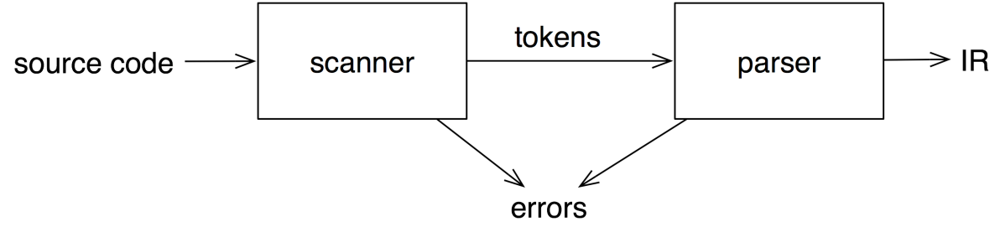 tokens
source code
scanner
parser
IR
errors